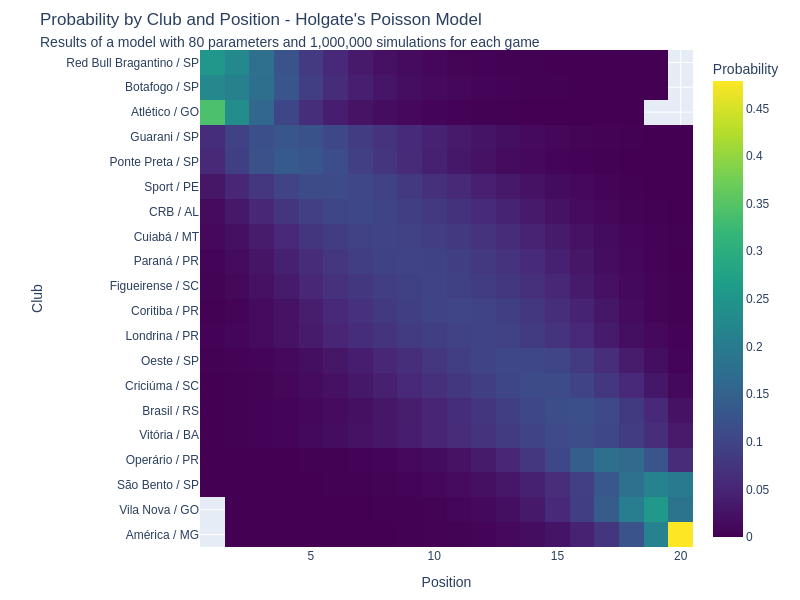 Probability by Club and Position - Holgate's Poisson Model
Results of a model with 80 parameters and 1,000,000 simulations for each game
Probability
Red Bull Bragantino / SP
Botafogo / SP
Atlético / GO
Guarani / SP
Ponte Preta / SP
Sport / PE
CRB / AL
Cuiabá / MT
Paraná / PR
Figueirense / SC
Coritiba / PR
Londrina / PR
Oeste / SP
Criciúma / SC
Brasil / RS
Vitória / BA
Operário / PR
São Bento / SP
Vila Nova / GO
América / MG
Club
5
10
15
20
Position
0.45
0.4
0.35
0.3
0.25
0.2
0.15
0.1
0.05
0